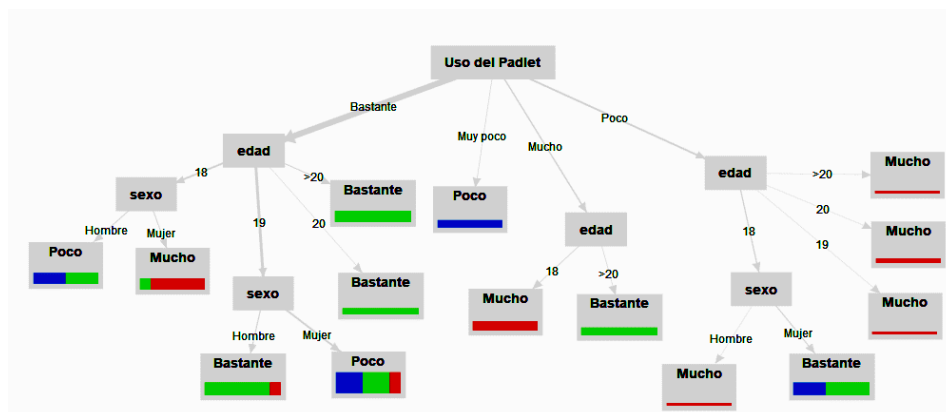 Uso del Padlet
Bastante
Muy poco
Mucho
Poco
edad
18
19
20
>20
sexo
Hombre
Mujer
Poco
Mucho
Bastante
Bastante
sexo
Hombre
Mujer
Bastante
Poco
Poco
edad
18
>20
Mucho
Bastante
edad
>20
20
19
18
Mucho
Mucho
Mucho
sexo
Hombre
Mujer
Mucho
Bastante